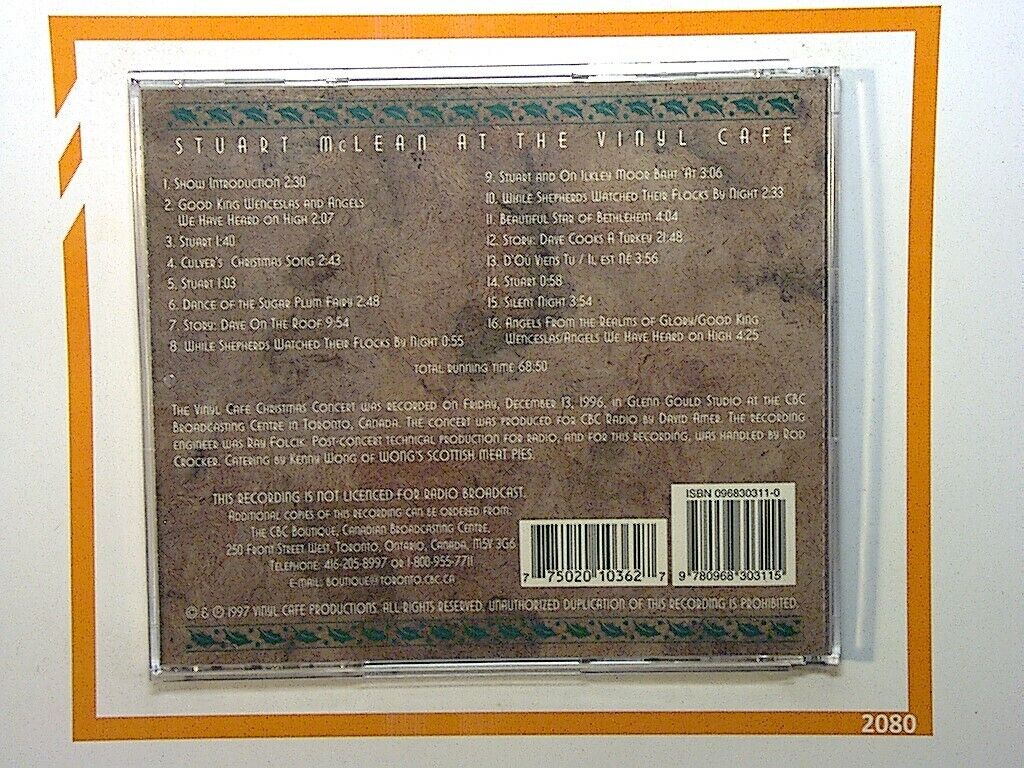 STUART McLEAN AT THE VINYL CAFE
1. Show Introduction 2:30
2. Good King Wenceslas and Angels
We Have Heard on High 2:07
3. Stuart 1:40
4. Culver's Christmas Song 2:43
5. Stuart 1:03
6. Dance of the Sugar Plum Fairy 2:48
7. Story: Dave On The Roof 9:54
8. While Shepherds Watched Their Flocks By Night 0:55
9. Stuart and On Ilkley Moor Baht 'At 3:06
10. While Shepherds Watched Their Flocks By Night 2:33
11. Beautiful Star of Bethlehem 4:04
12. Story: Dave Cooks A Turkey 21:48
13. D'Où Viens Tu / Il est Né 3:56
14. Stuart 0:58
15. Silent Night 3:54
16. Angels From the Realms of Glory/Good King
Wenceslas/Angels We Have Heard on High 4:25
total running time 68:50
The Vinyl Cafe Christmas Concert was recorded on Friday, December 13, 1996, in Glenn Gould Studio at the CBC
Broadcasting Centre in Toronto, Canada. The concert was produced for CBC Radio by David Amer. The recording
engineer was Ray Folcik. Post-concert technical production for radio, and for this recording, was handled by Rod
Crocker. Catering by Kenny Wong of WONG'S SCOTTISH MEAT PIES.
THIS RECORDING IS NOT LICENCED FOR RADIO BROADCAST.
Additional copies of this recording can be ordered from:
The CBC Boutique, Canadian Broadcasting Centre,
250 Front Street West, Toronto, Ontario, Canada, M5V 3G6
Telephone: 416-205-8997 or 1-800-955-7711
E-mail: boutique@toronto.cbc.ca
7 75020 10362 7
ISBN 096830311-0
9 780968 303115
© & © 1997 VINYL CAFE PRODUCTIONS. ALL RIGHTS RESERVED. UNAUTHORIZED DUPLICATION OF THIS RECORDING IS PROHIBITED.
2080